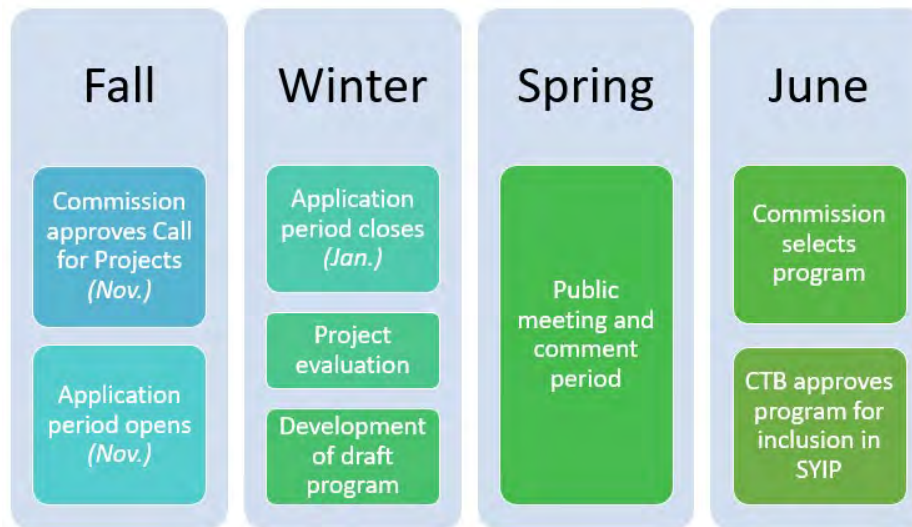 Fall
Commission
approves Call
for Projects
(Nov.)
Application
period opens
(Nov.)
Winter
Application
period closes
(Jan.)
Project
evaluation
Development
of draft
program
Spring
Public
meeting and
comment
period
June
Commission
selects
program
CTB approves
program for
inclusion in
SYIP